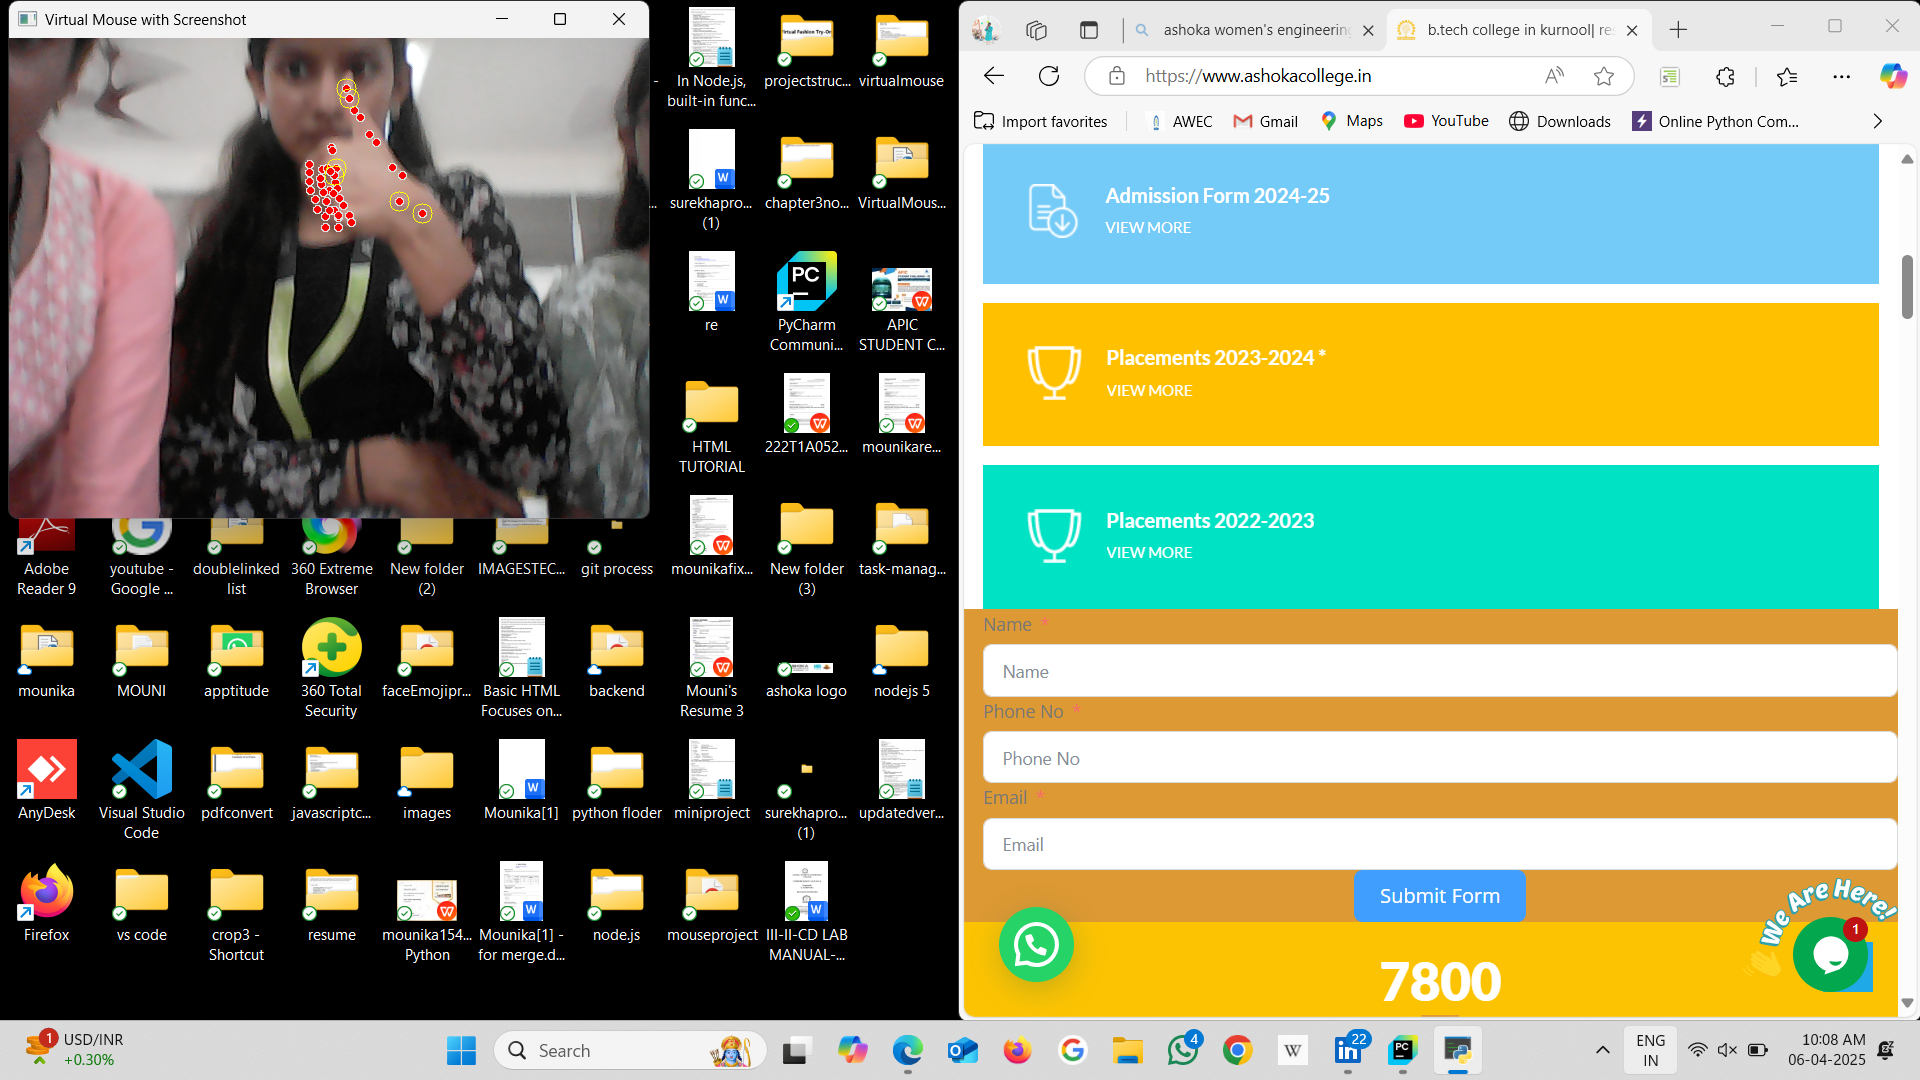 Virtual Mouse with Screenshot
In Node.js,
built-in func...
projectstruc...
virtualmouse
surekhapro...
(1)
chapter3no...
VirtualMous...
re
PyCharm
Communi...
APIC
STUDENT C...
HTML
TUTORIAL
222T1A052...
mounikare...
Adobe
Reader 9
youtube -
Google ...
doublelinked
list
360 Extreme
Browser
New folder
(2)
IMAGESTEC...
git process
mounikafix...
New folder
(3)
task-manag...
mounika
MOUNI
apptitude
360 Total
Security
faceEmojipr...
Basic HTML
Focuses on...
backend
Mouni's
Resume 3
ashoka logo
nodejs 5
AnyDesk
Visual Studio
Code
pdfconvert
javascriptc...
images
Mounika[1]
python floder
miniproject
surekhapro...
(1)
updatedver...
Firefox
vs code
crop3 -
Shortcut
resume
mounika154...
Python
Mounika[1] -
for merge.d...
node.js
mouseproject
III-II-CD LAB
MANUAL-...
ashoka women's engineering
b.tech college in kurnool| res
https://www.ashokacollege.in
Import favorites
AWEC
Gmail
Maps
YouTube
Downloads
Online Python Com...
Admission Form 2024-25
VIEW MORE
Placements 2023-2024 *
VIEW MORE
Placements 2022-2023
VIEW MORE
Name *
Name
Phone No *
Phone No
Email *
Email
Submit Form
We Are Here!
1
7800
1
USD/INR
+0.30%
Search
4
22
ENG
IN
10:08 AM
06-04-2025